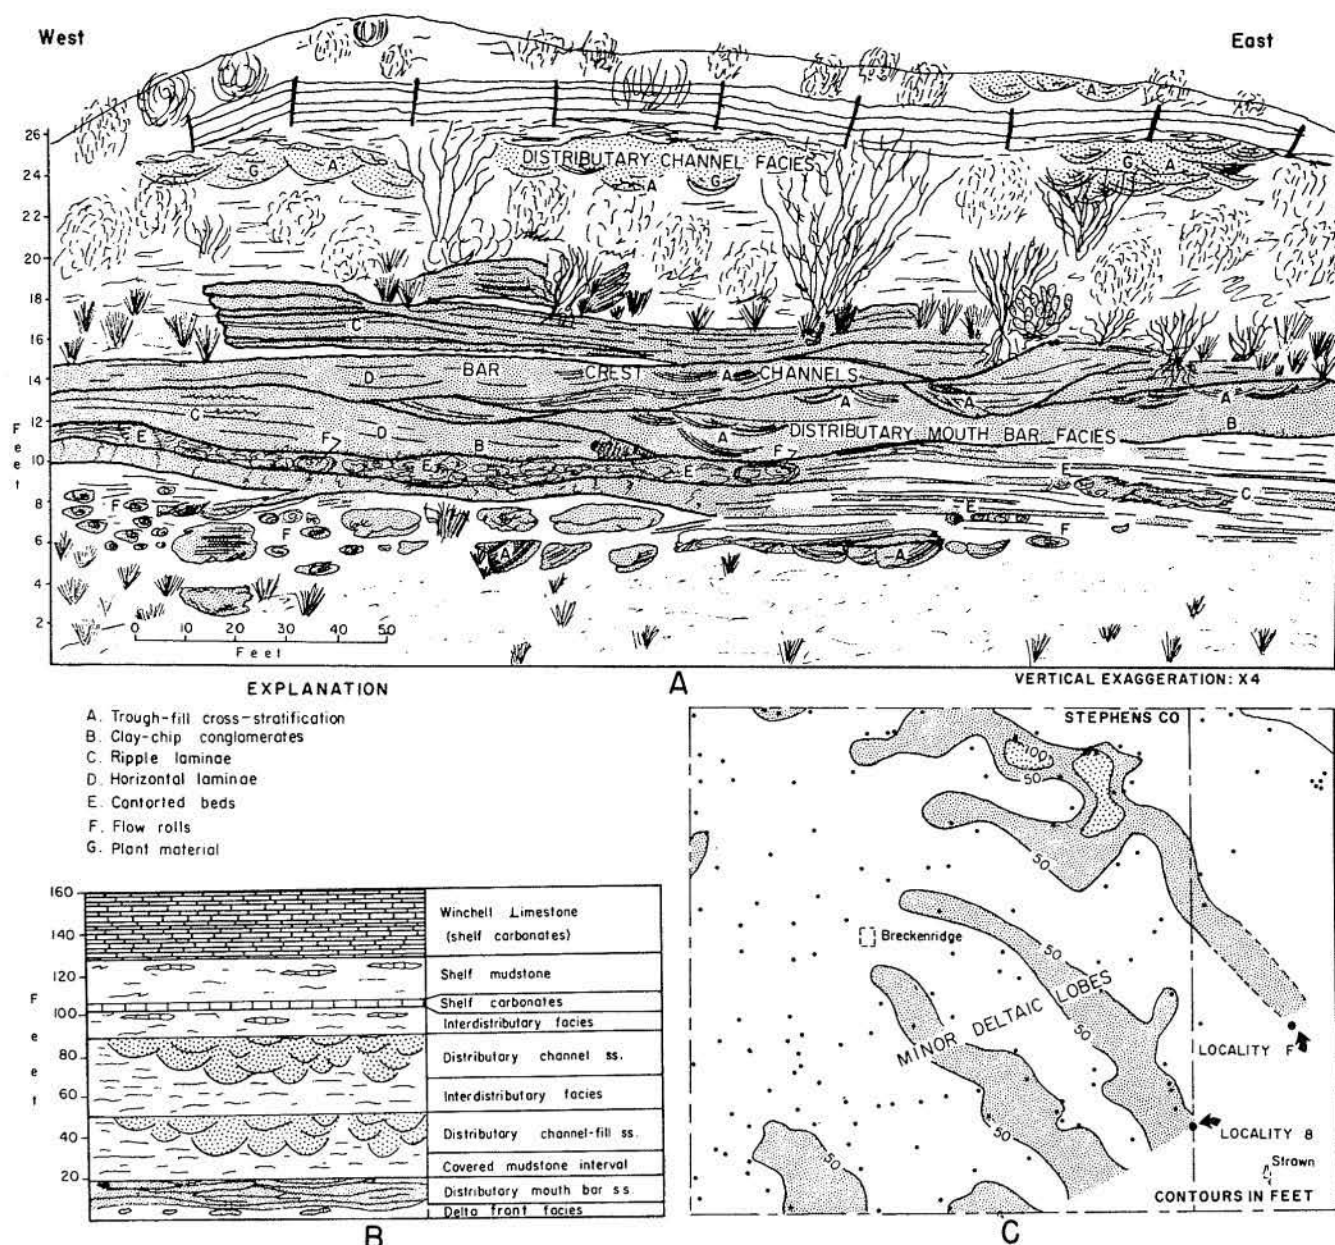 West
East
26
24
22
20
18
16
14
12
10
8
6
4
2
Feet
A
DISTRIBUTARY CHANNEL FACIES
G
A
A
G
G
A
C
D
BAR CREST A CHANNELS
A
A
A
C
D
B
A
DISTRIBUTARY MOUTH BAR FACIES
B
E
F
E
E
F
E
C
F
F
E
F
A
A
0 10 20 30 40 50
Feet
A
VERTICAL EXAGGERATION: X4
EXPLANATION
A. Trough-fill cross-stratification
B. Clay-chip conglomerates
C. Ripple laminae
D. Horizontal laminae
E. Contorted beds
F. Flow rolls
G. Plant material
160
140
120
100
80
60
40
20
Feet
Winchell Limestone
(shelf carbonates)
Shelf mudstone
Shelf carbonates
Interdistributary facies
Distributary channel ss.
Interdistributary facies
Distributary channel-fill ss.
Covered mudstone interval
Distributary mouth bar ss
Delta front facies
B
STEPHENS CO
100
50
50
Breckenridge
50
MINOR DELTAIC LOBES
50
50
50
LOCALITY F
LOCALITY 8
Strawn
CONTOURS IN FEET
C